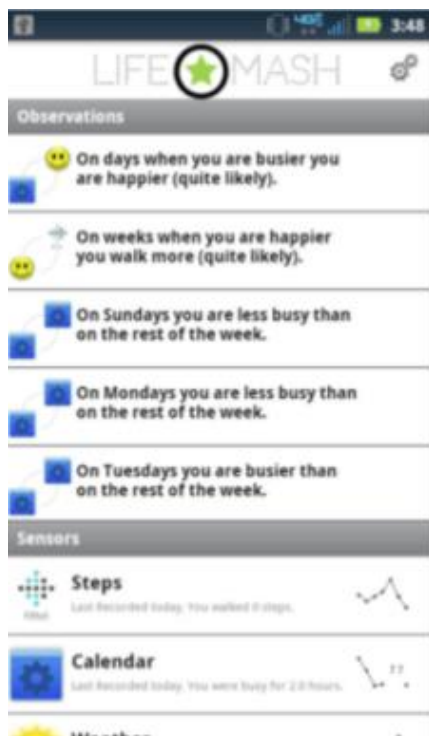 4G LTE 3:48
LIFE MASH
Observations
On days when you are busier you
are happier (quite likely).
On weeks when you are happier
you walk more (quite likely).
On Sundays you are less busy than
on the rest of the week.
On Mondays you are less busy than
on the rest of the week.
On Tuesdays you are busier than
on the rest of the week.
Sensors
Steps
Last Recorded today. You walked 0 steps.
fitbit
Calendar
??
Last Recorded today. You were busy for 2.0 hours.
Weather